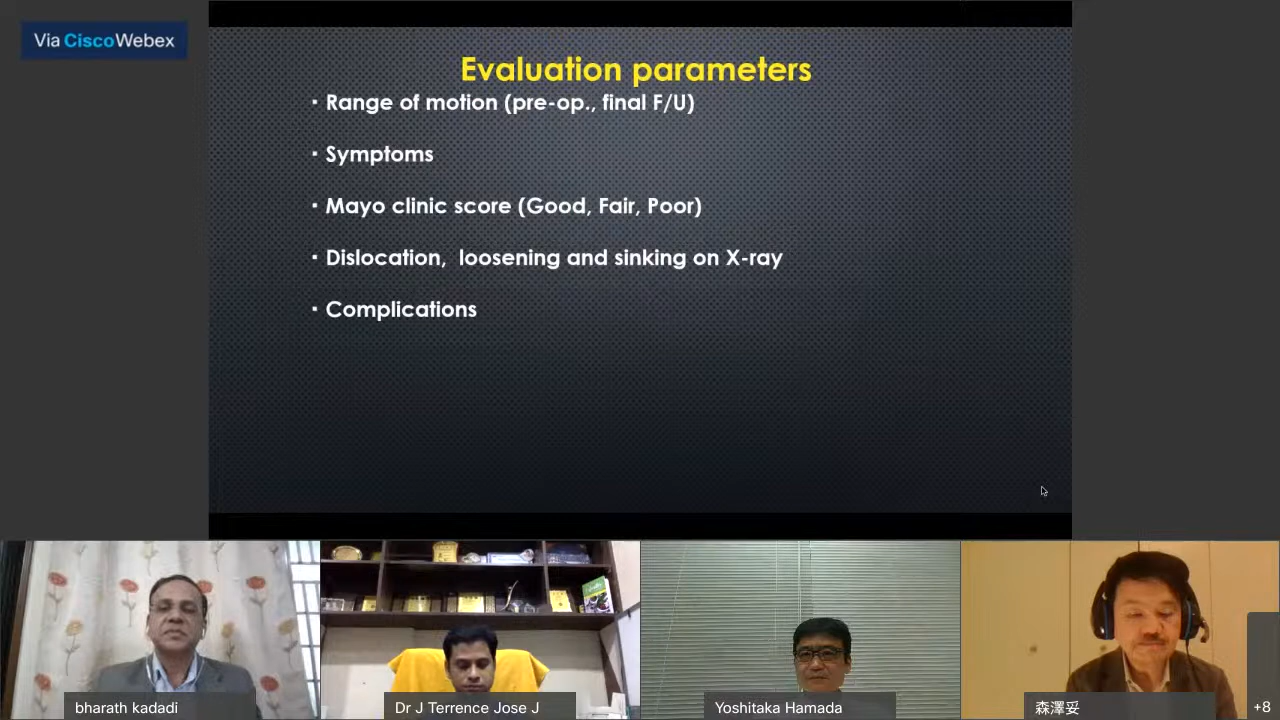 Via CiscoWebex
Evaluation parameters
· Range of motion (pre-op., final F/U)
· Symptoms
· Mayo clinic score (Good, Fair, Poor)
· Dislocation,  loosening and sinking on X-ray
· Complications
bharath kadadi
Dr J Terrence Jose J
Yoshitaka Hamada
森澤妥
+8